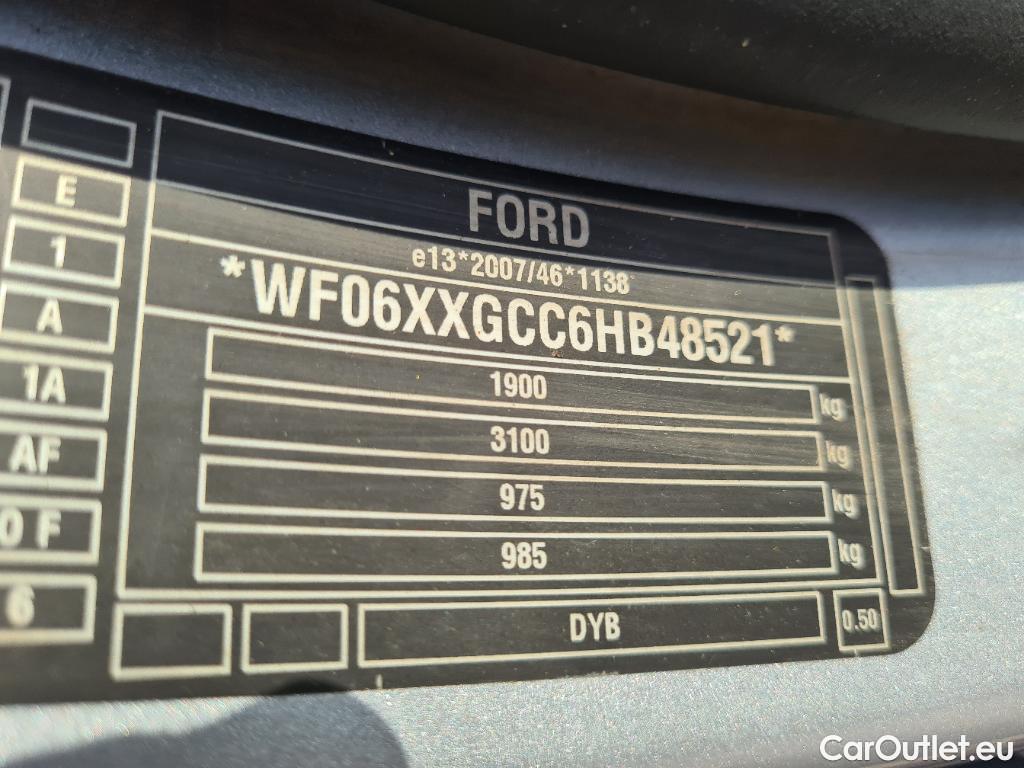 FORD
e13*2007/46*1138
*WF06XXGCC6HB48521*
1900 kg
3100 kg
975 kg
985 kg
DYB 0.50
E
1
A
1A
AF
0 F
6
CarOutlet.eu